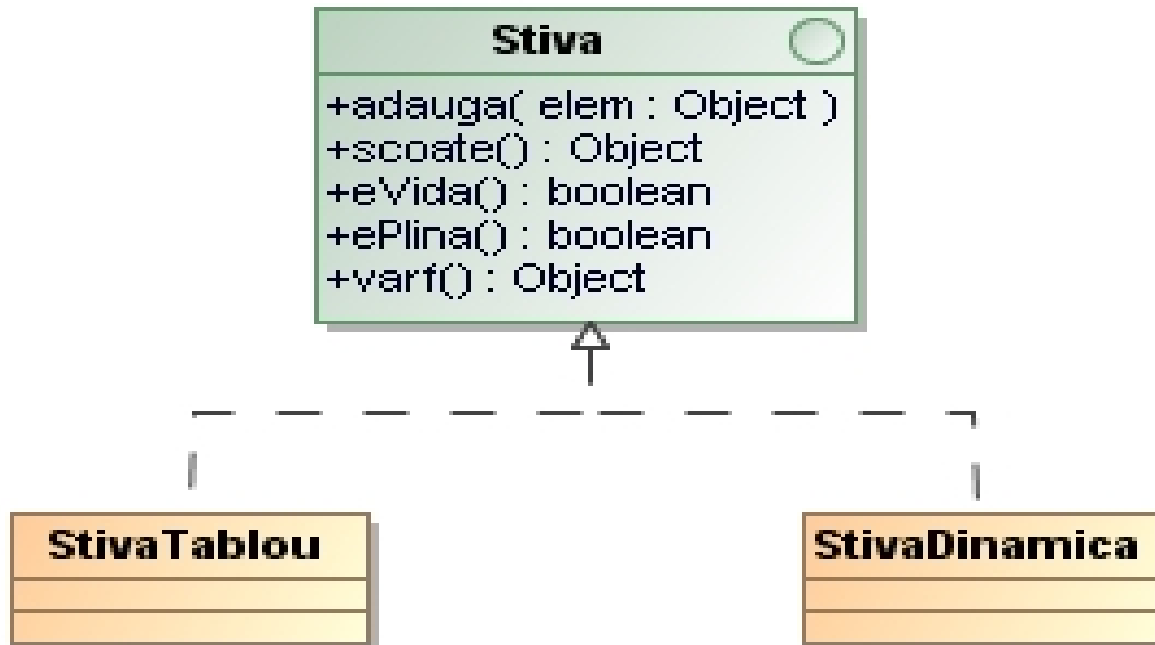 Stiva
+adauga( elem : Object )
+scoate() : Object
+eVida() : boolean
+ePlina() : boolean
+varf() : Object
StivaTablou
StivaDinamica